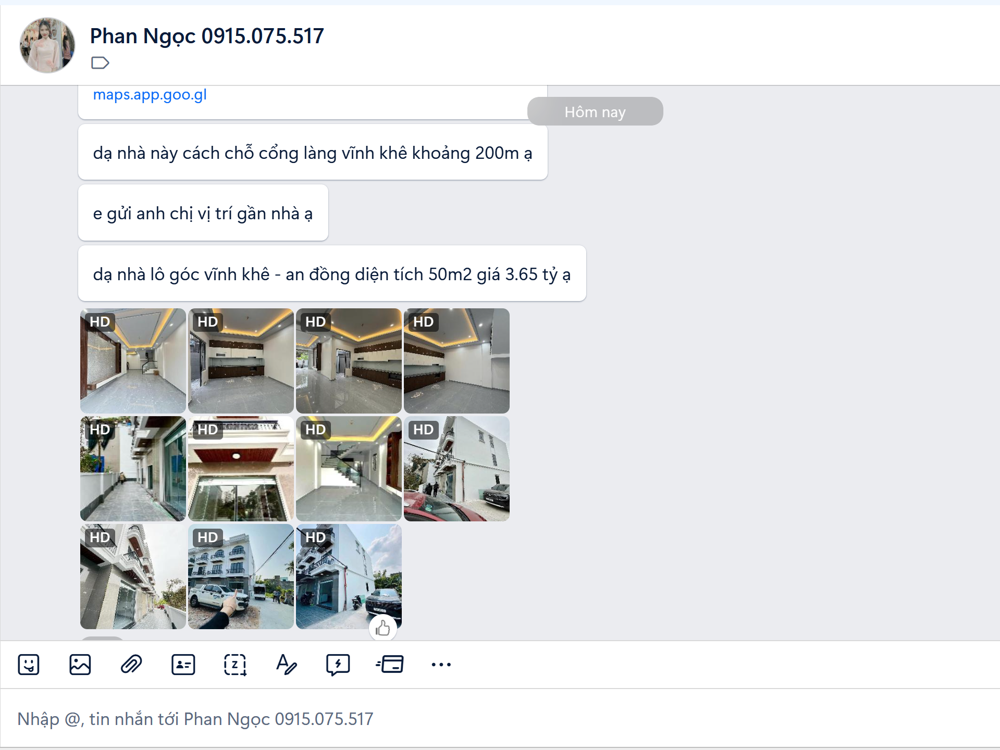 Phan Ngọc 0915.075.517
maps.app.goo.gl
Hôm nay
dạ nhà này cách chỗ cổng làng vĩnh khê khoảng 200m ạ
e gửi anh chị vị trí gần nhà ạ
dạ nhà lô góc vĩnh khê - an đồng diện tích 50m2 giá 3.65 tỷ ạ
HD HD HD HD
HD HD HD HD
HD HD HD
Nhập @, tin nhắn tới Phan Ngọc 0915.075.517